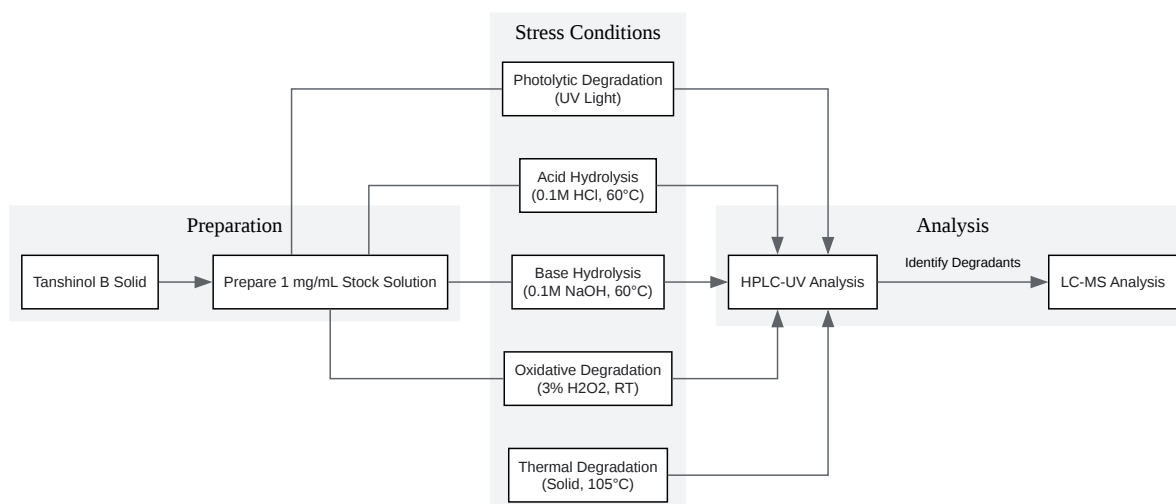 Stress Conditions
Photolytic Degradation
(UV Light)
Acid Hydrolysis
(0.1M HCl, 60°C)
Preparation
Analysis
Tanshinol B Solid
Prepare 1 mg/mL Stock Solution
Base Hydrolysis
(0.1M NaOH, 60°C)
HPLC-UV Analysis
Identify Degradants
LC-MS Analysis
Oxidative Degradation
(3% H2O2, RT)
Thermal Degradation
(Solid, 105°C)